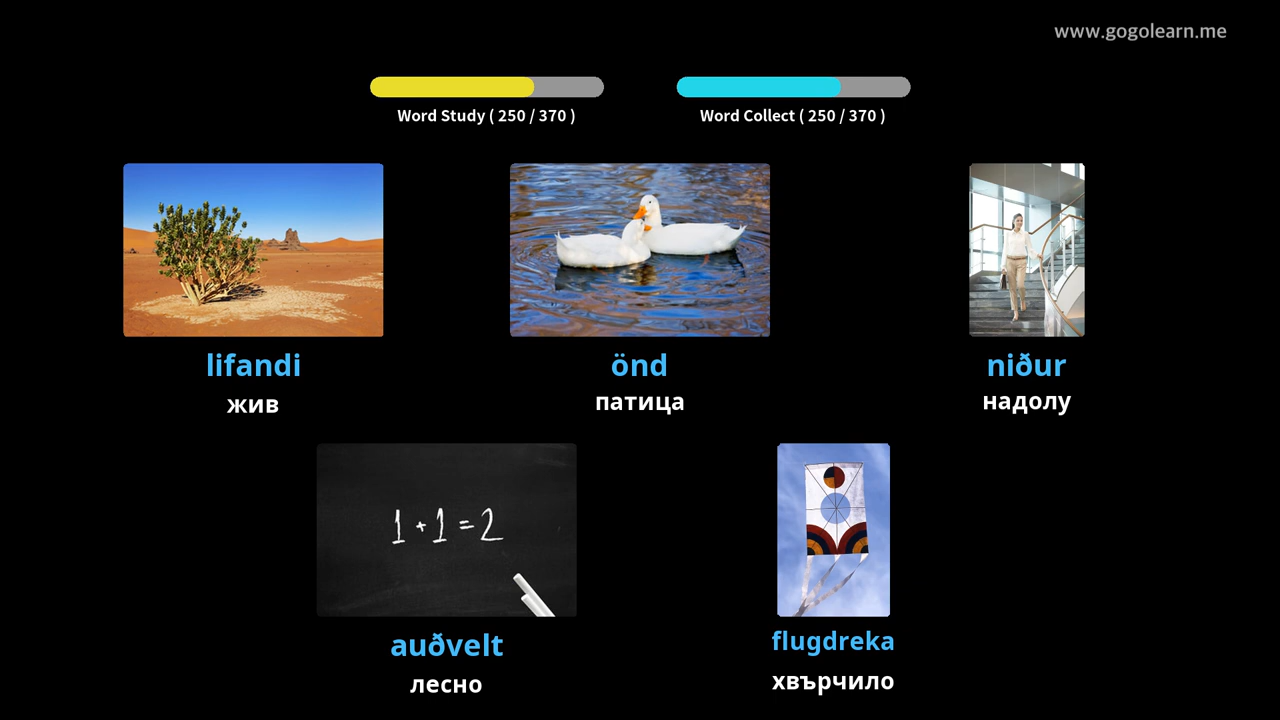 www.gogolearn.me
Word Study ( 250 / 370 )
Word Collect ( 250 / 370 )
lifandi
жив
önd
патица
niður
надолу
1 + 1 = 2
auðvelt
лесно
flugdreka
хвърчило